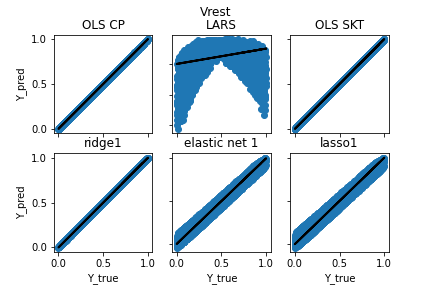 Vrest
OLS CP
LARS
OLS SKT
1.0
0.5
0.0
Y_pred
ridge1
elastic net 1
lasso1
1.0
0.5
0.0
Y_pred
0.0 0.5 1.0
0.0 0.5 1.0
0.0 0.5 1.0
Y_true
Y_true
Y_true